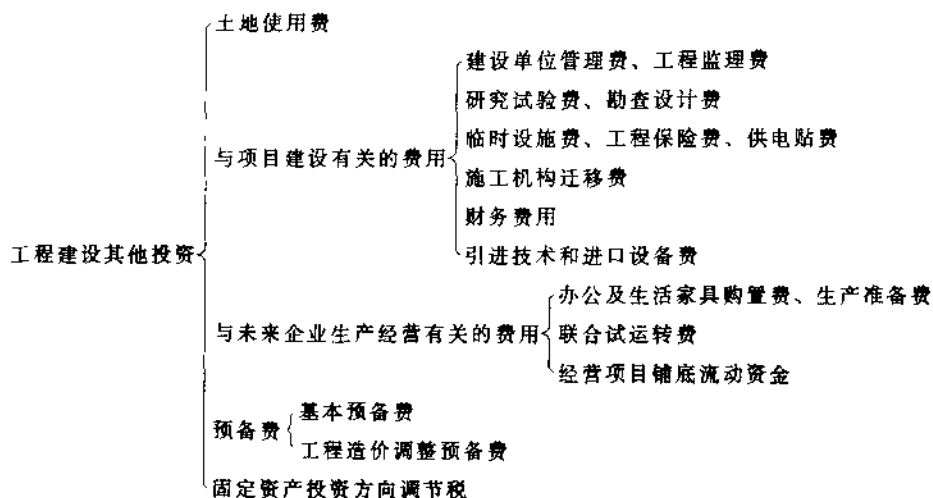 土地使用费
建设单位管理费、工程监理费
研究试验费、勘查设计费
临时设施费、工程保险费、供电贴费
与项目建设有关的费用
施工机构迁移费
财务费用
引进技术和进口设备费
工程建设其他投资
办公及生活家具购置费、生产准备费
与未来企业生产经营有关的费用
联合试运转费
经营项目铺底流动资金
基本预备费
预备费
工程造价调整预备费
固定资产投资方向调节税